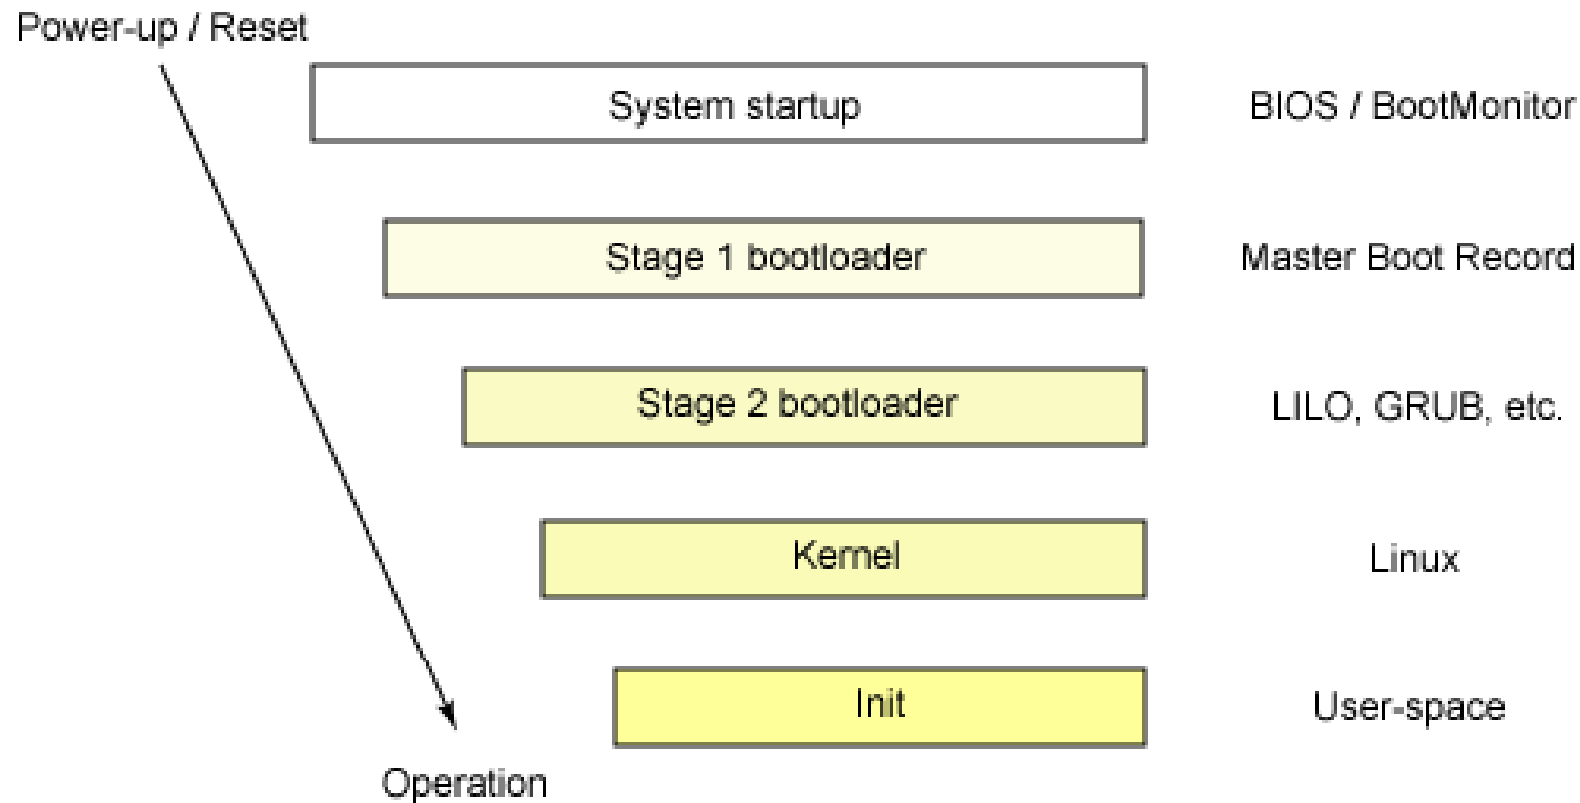 Power-up / Reset
System startup
BIOS / BootMonitor
Stage 1 bootloader
Master Boot Record
Stage 2 bootloader
LILO, GRUB, etc.
Kernel
Linux
Init
User-space
Operation